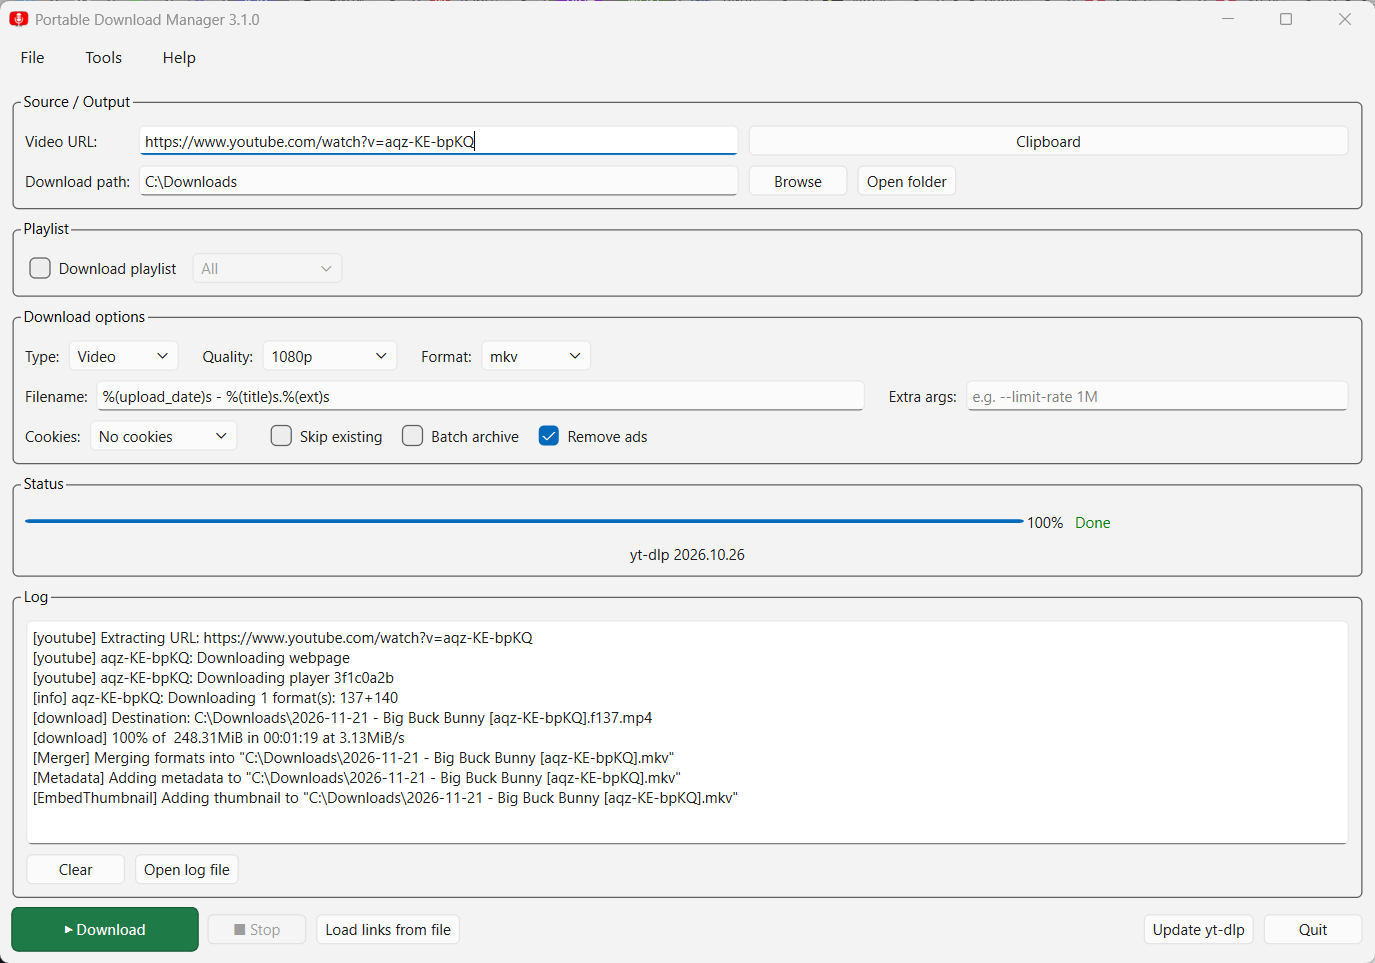 Portable Download Manager 3.1.0
File Tools Help
Source / Output
Video URL: https://www.youtube.com/watch?v=aqz-KE-bpKQ Clipboard
Download path: C:\Downloads Browse Open folder
Playlist
Download playlist All
Download options
Type: Video Quality: 1080p Format: mkv
Filename: %(upload_date)s - %(title)s.%(ext)s Extra args: e.g. --limit-rate 1M
Cookies: No cookies Skip existing Batch archive Remove ads
Status
100% Done
yt-dlp 2026.10.26
Log
[youtube] Extracting URL: https://www.youtube.com/watch?v=aqz-KE-bpKQ
[youtube] aqz-KE-bpKQ: Downloading webpage
[youtube] aqz-KE-bpKQ: Downloading player 3f1c0a2b
[info] aqz-KE-bpKQ: Downloading 1 format(s): 137+140
[download] Destination: C:\Downloads\2026-11-21 - Big Buck Bunny [aqz-KE-bpKQ].f137.mp4
[download] 100% of  248.31MiB in 00:01:19 at 3.13MiB/s
[Merger] Merging formats into "C:\Downloads\2026-11-21 - Big Buck Bunny [aqz-KE-bpKQ].mkv"
[Metadata] Adding metadata to "C:\Downloads\2026-11-21 - Big Buck Bunny [aqz-KE-bpKQ].mkv"
[EmbedThumbnail] Adding thumbnail to "C:\Downloads\2026-11-21 - Big Buck Bunny [aqz-KE-bpKQ].mkv"
Clear Open log file
Download Stop Load links from file Update yt-dlp Quit